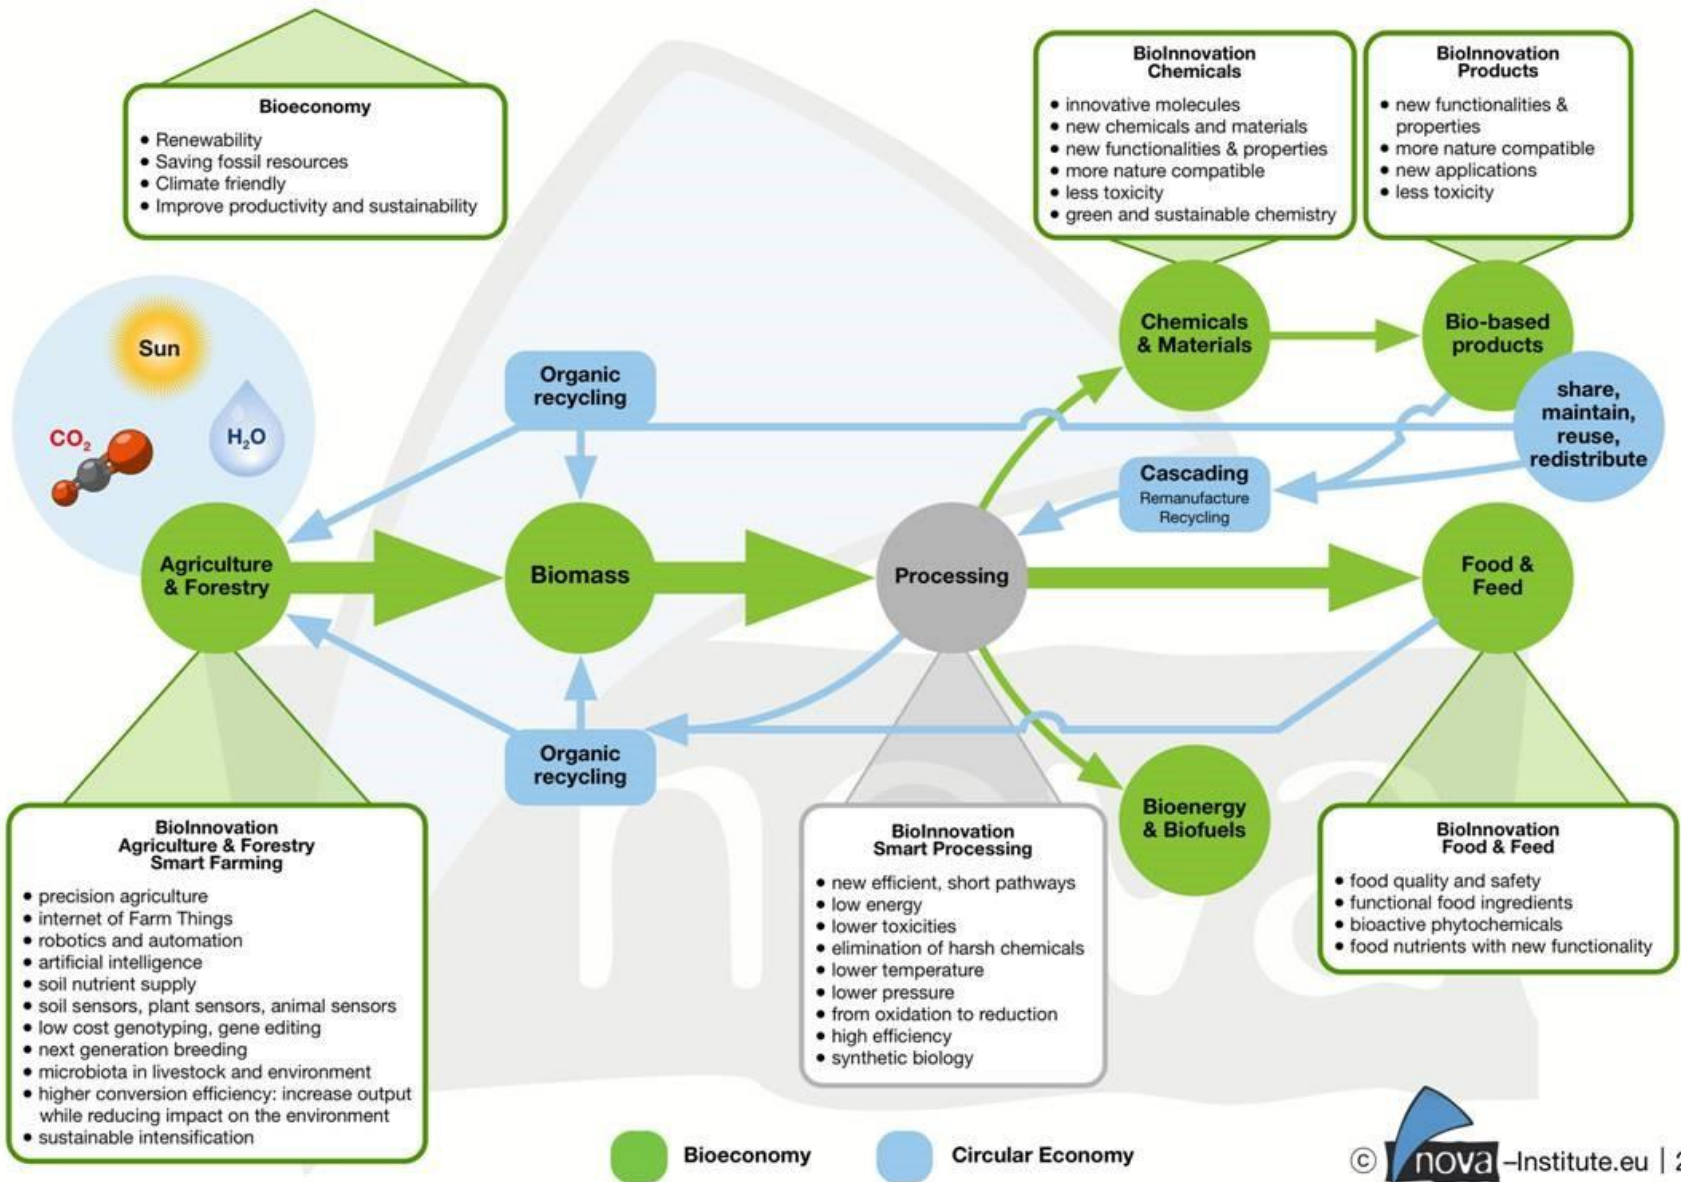 Bioeconomy
• Renewability
• Saving fossil resources
• Climate friendly
• Improve productivity and sustainability
BioInnovation
Chemicals
• innovative molecules
• new chemicals and materials
• new functionalities & properties
• more nature compatible
• less toxicity
• green and sustainable chemistry
BioInnovation
Products
• new functionalities &
properties
• more nature compatible
• new applications
• less toxicity
Sun
CO₂
H₂O
Organic
recycling
Chemicals
& Materials
Bio-based
products
share,
maintain,
reuse,
redistribute
Cascading
Remanufacture
Recycling
Agriculture
& Forestry
Biomass
Processing
Food &
Feed
Organic
recycling
Bioenergy
& Biofuels
BioInnovation
Agriculture & Forestry
Smart Farming
• precision agriculture
• internet of Farm Things
• robotics and automation
• artificial intelligence
• soil nutrient supply
• soil sensors, plant sensors, animal sensors
• low cost genotyping, gene editing
• next generation breeding
• microbiota in livestock and environment
• higher conversion efficiency: increase output
while reducing impact on the environment
• sustainable intensification
BioInnovation
Smart Processing
• new efficient, short pathways
• low energy
• lower toxicities
• elimination of harsh chemicals
• lower temperature
• lower pressure
• from oxidation to reduction
• high efficiency
• synthetic biology
BioInnovation
Food & Feed
• food quality and safety
• functional food ingredients
• bioactive phytochemicals
• food nutrients with new functionality
nova
Bioeconomy
Circular Economy
© nova-Institute.eu | 2